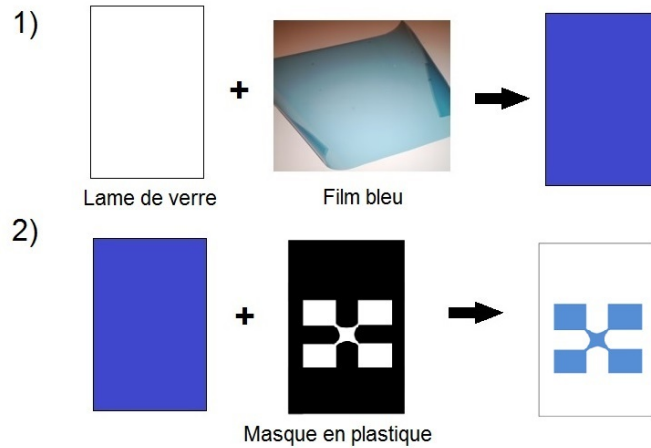 1)
+
Lame de verre
Film bleu
2)
+
Masque en plastique